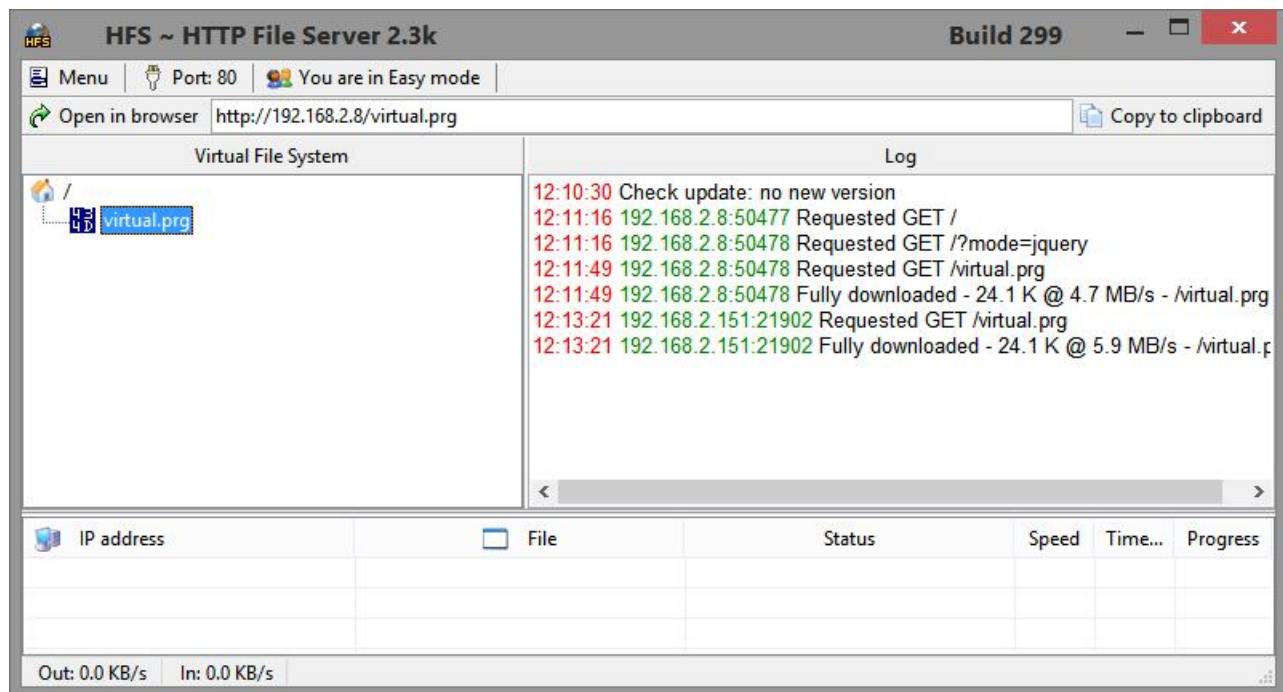 HFS ~ HTTP File Server 2.3k Build 299
Menu Port: 80 You are in Easy mode
Open in browser http://192.168.2.8/virtual.prg Copy to clipboard
Virtual File System
/
virtual.prg
Log
12:10:30 Check update: no new version
12:11:16 192.168.2.8:50477 Requested GET /
12:11:16 192.168.2.8:50478 Requested GET /?mode=jquery
12:11:49 192.168.2.8:50478 Requested GET /virtual.prg
12:11:49 192.168.2.8:50478 Fully downloaded - 24.1 K @ 4.7 MB/s - /virtual.prg
12:13:21 192.168.2.151:21902 Requested GET /virtual.prg
12:13:21 192.168.2.151:21902 Fully downloaded - 24.1 K @ 5.9 MB/s - /virtual.p
IP address File Status Speed Time... Progress
Out: 0.0 KB/s In: 0.0 KB/s